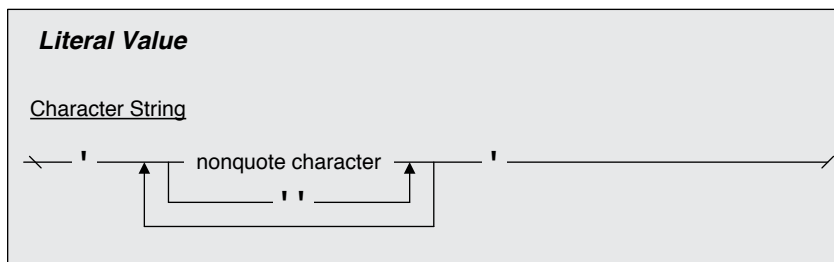 Literal Value
Character String
' nonquote character '
' '